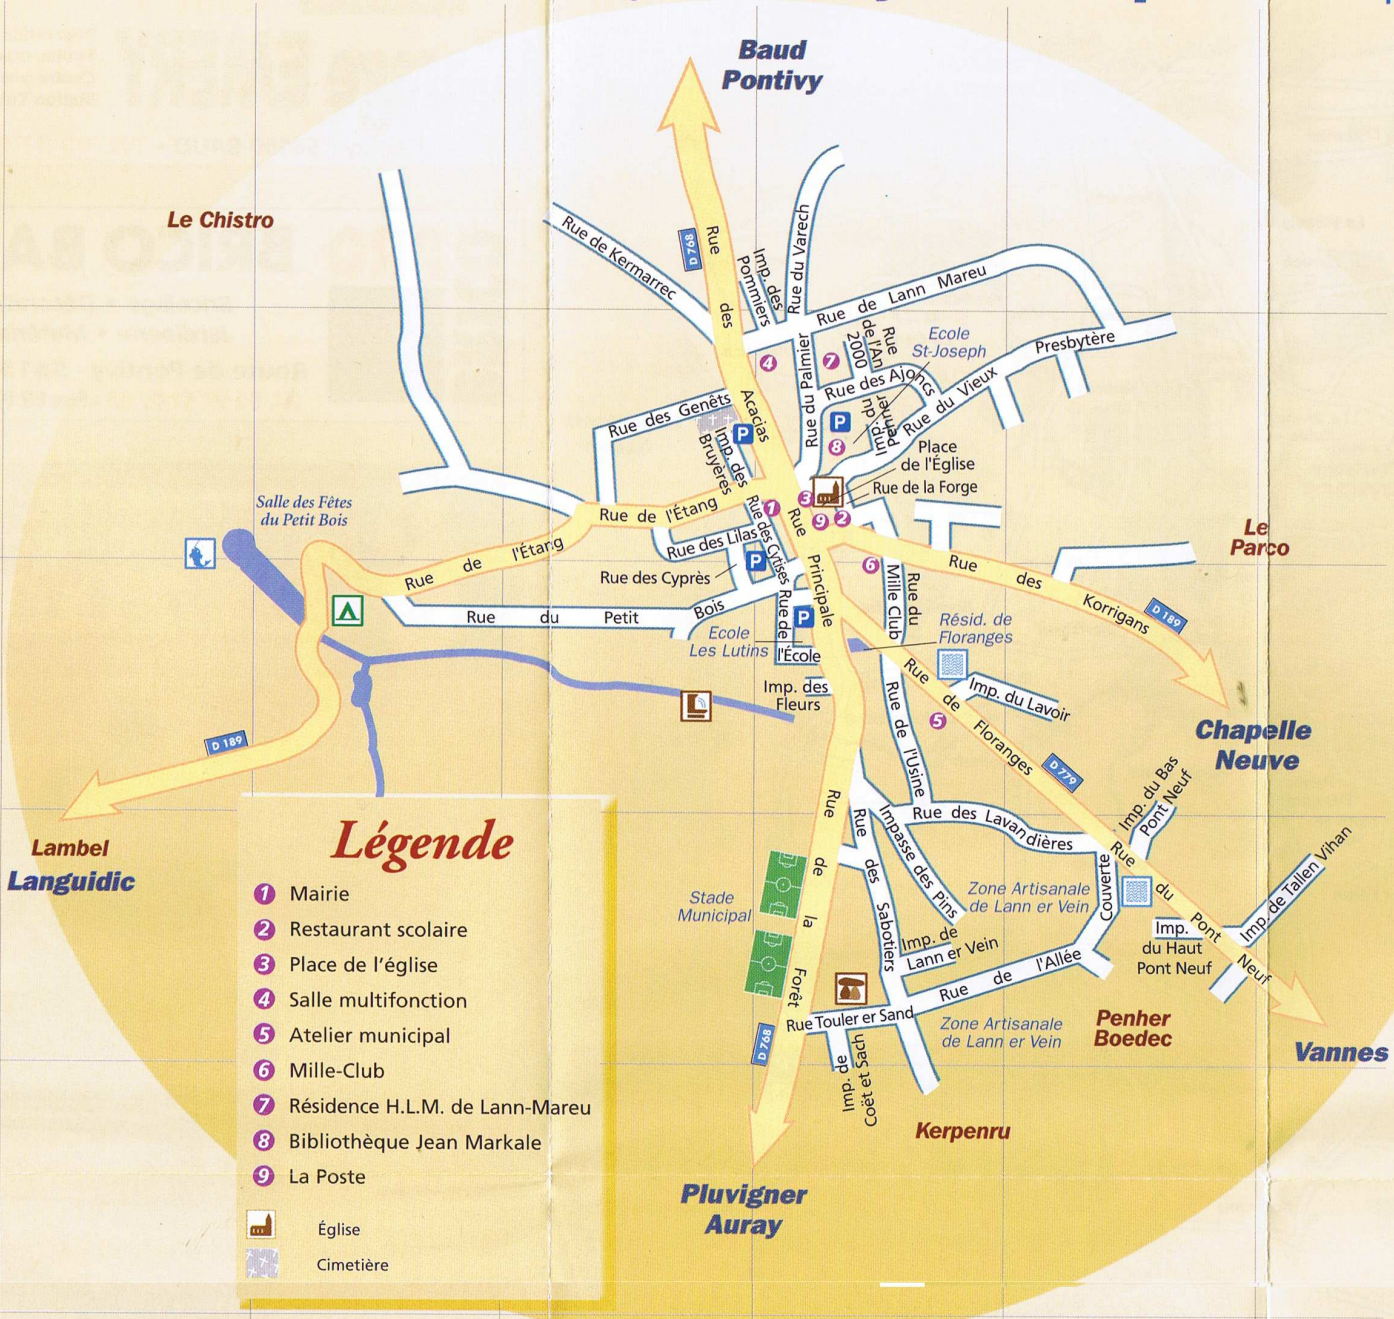 Baud
Pontivy
Le Chistro
D 768
Rue des Acacias
Rue de Kermarrec
Imp. des
Pommiers
Rue du Varech
Rue de Lann Mareu
Rue
de l'An
2000
Ecole
St-Joseph
Presbytère
Rue du Vieux
Rue des Ajoncs
Rue du Palmier
Imp. du
Penner
4
7
P
8
Rue des Genêts
P
Imp. des
Bruyères
Place
de l'Église
Rue de la Forge
3
1
9
2
Salle des Fêtes
du Petit Bois
Rue de l'Étang
Rue de l'Étang
Rue des Lilas
Rue des Cytises
Rue des Cyprès
P
Rue Principale
6
Rue du
Mille Club
Rue des Korrigans
D 189
Le
Parco
Rue du Petit Bois
P
Rue de
l'École
Ecole
Les Lutins
Résid. de
Floranges
Imp. des
Fleurs
Imp. du Lavoir
5
Rue de Floranges
D 779
Chapelle
Neuve
Rue de l'Usine
D 189
Lambel
Languidic
Imp. du Bas
Pont Neuf
Rue des Lavandières
Rue du Pont Neuf
Imp. de Tallen Vihan
Couverte
Impasse des Pins
Rue des Sabotiers
Rue de la Forêt
Stade
Municipal
Zone Artisanale
de Lann er Vein
Imp. de
Lann er Vein
Imp.
du Haut
Pont Neuf
Rue de l'Allée
Rue Touler er Sand
Zone Artisanale
de Lann er Vein
Penher
Boedec
Vannes
D 768
Imp. de
Coët et Sach
Kerpenru
Pluvigner
Auray
Légende
1 Mairie
2 Restaurant scolaire
3 Place de l'église
4 Salle multifonction
5 Atelier municipal
6 Mille-Club
7 Résidence H.L.M. de Lann-Mareu
8 Bibliothèque Jean Markale
9 La Poste
Église
Cimetière